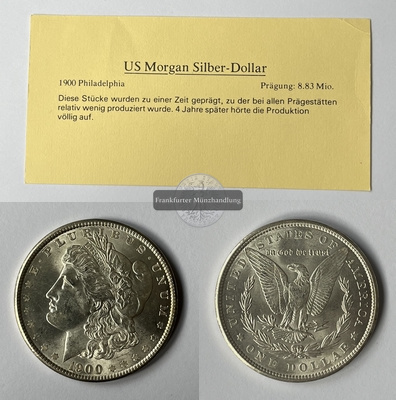 US Morgan Silber-Dollar
1900 Philadelphia Prägung: 8.83 Mio.
Diese Stücke wurden zu einer Zeit geprägt, zu der bei allen Prägestätten
relativ wenig produziert wurde. 4 Jahre später hörte die Produktion
völlig auf.
Frankfurter Münzhandlung
E·PLURIBUS·UNUM
1900
UNITED STATES OF AMERICA
In God we trust
ONE DOLLAR